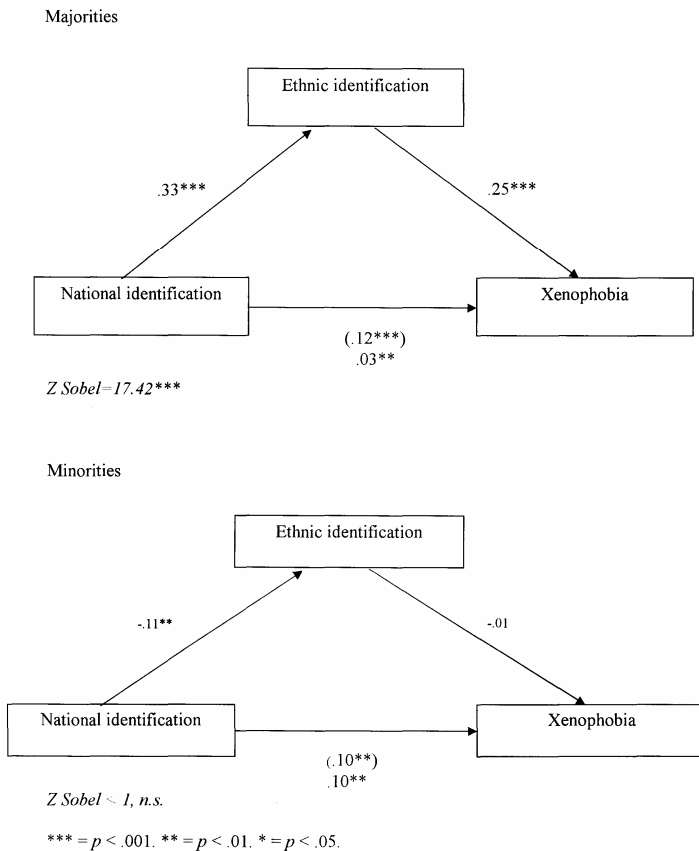 Majorities
Ethnic identification
.33***
.25***
National identification
Xenophobia
(.12***)
.03**
Z Sobel=17.42***
Minorities
Ethnic identification
-.11**
-.01
National identification
Xenophobia
(.10**)
.10**
Z Sobel < 1, n.s.
*** = p < .001. ** = p < .01. * = p < .05.